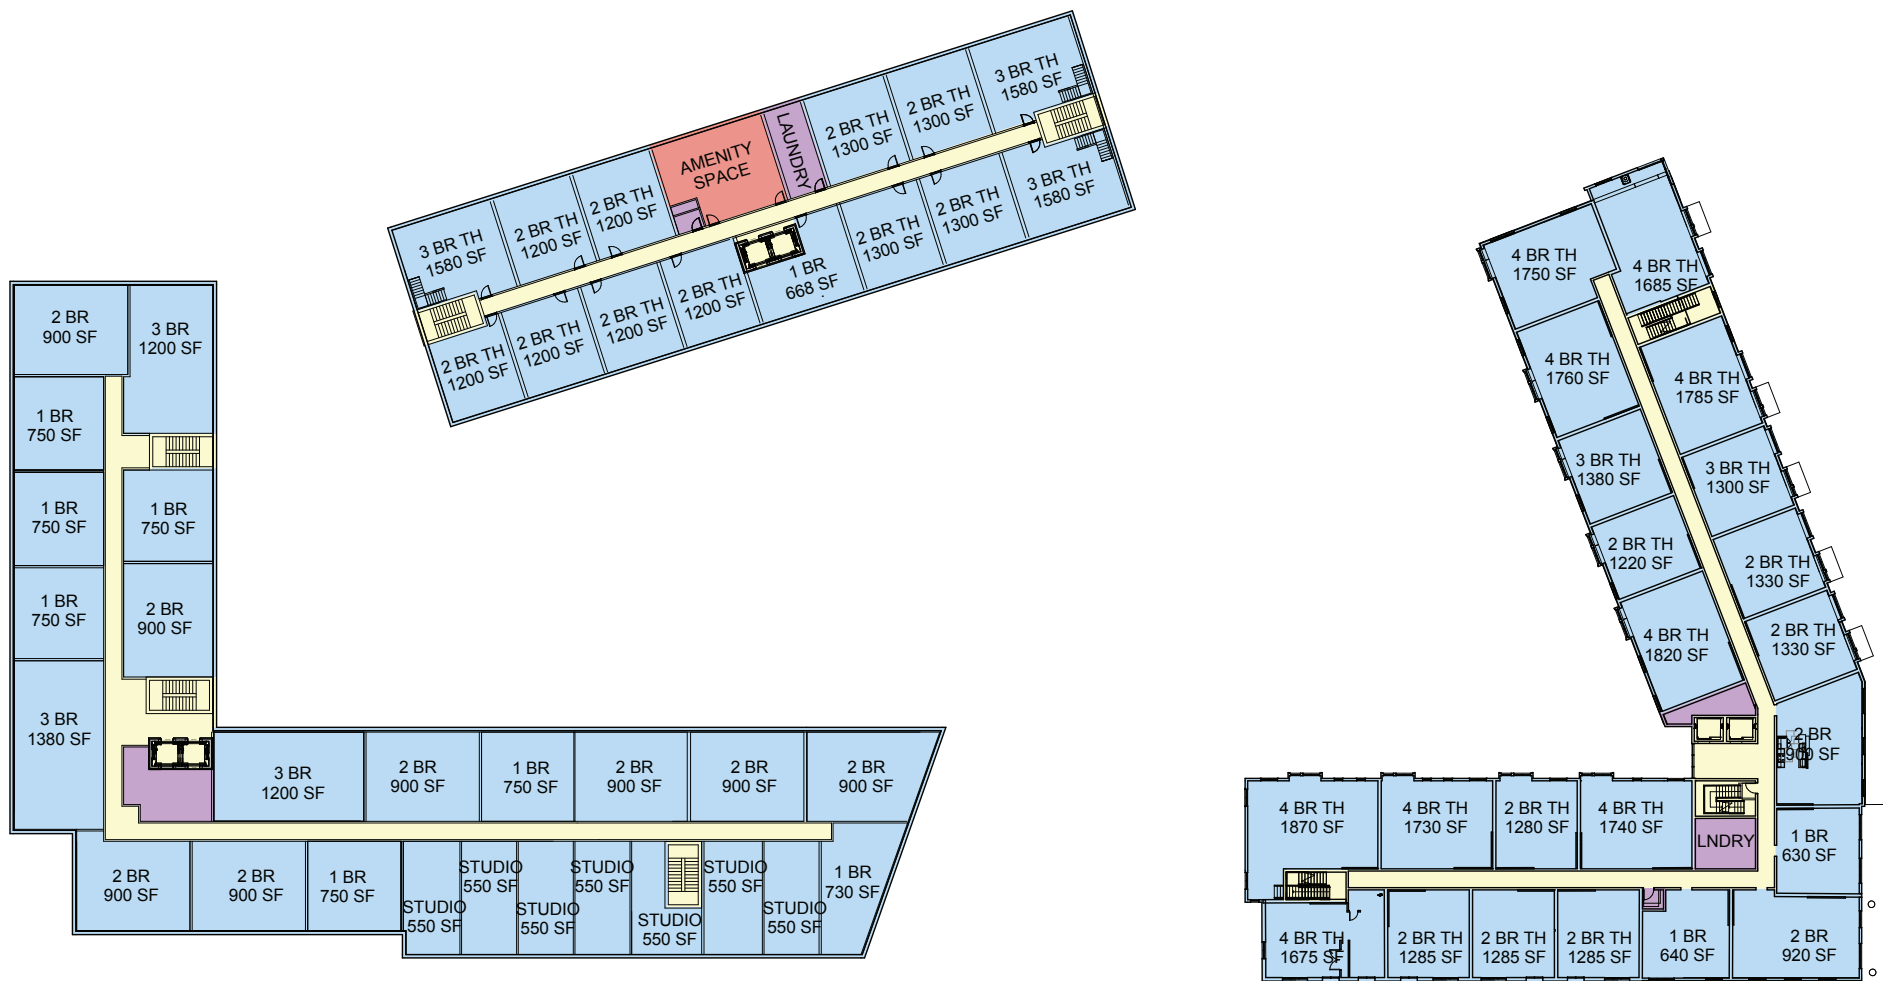 3 BR TH
1580 SF
2 BR TH
1300 SF
2 BR TH
1300 SF
LAUNDRY
AMENITY
SPACE
2 BR TH
1200 SF
2 BR TH
1200 SF
3 BR TH
1580 SF
3 BR TH
1580 SF
2 BR TH
1300 SF
2 BR TH
1300 SF
1 BR
668 SF
2 BR TH
1200 SF
2 BR TH
1200 SF
2 BR TH
1200 SF
2 BR TH
1200 SF
2 BR
900 SF
3 BR
1200 SF
1 BR
750 SF
1 BR
750 SF
1 BR
750 SF
1 BR
750 SF
2 BR
900 SF
3 BR
1380 SF
3 BR
1200 SF
2 BR
900 SF
1 BR
750 SF
2 BR
900 SF
2 BR
900 SF
2 BR
900 SF
2 BR
900 SF
2 BR
900 SF
1 BR
750 SF
STUDIO
550 SF
STUDIO
550 SF
STUDIO
550 SF
STUDIO
550 SF
STUDIO
550 SF
STUDIO
550 SF
STUDIO
550 SF
1 BR
730 SF
4 BR TH
1750 SF
4 BR TH
1685 SF
4 BR TH
1760 SF
4 BR TH
1785 SF
3 BR TH
1380 SF
3 BR TH
1300 SF
2 BR TH
1220 SF
2 BR TH
1330 SF
4 BR TH
1820 SF
2 BR TH
1330 SF
2 BR
900 SF
4 BR TH
1870 SF
4 BR TH
1730 SF
2 BR TH
1280 SF
4 BR TH
1740 SF
LNDRY
1 BR
630 SF
4 BR TH
1675 SF
2 BR TH
1285 SF
2 BR TH
1285 SF
2 BR TH
1285 SF
1 BR
640 SF
2 BR
920 SF